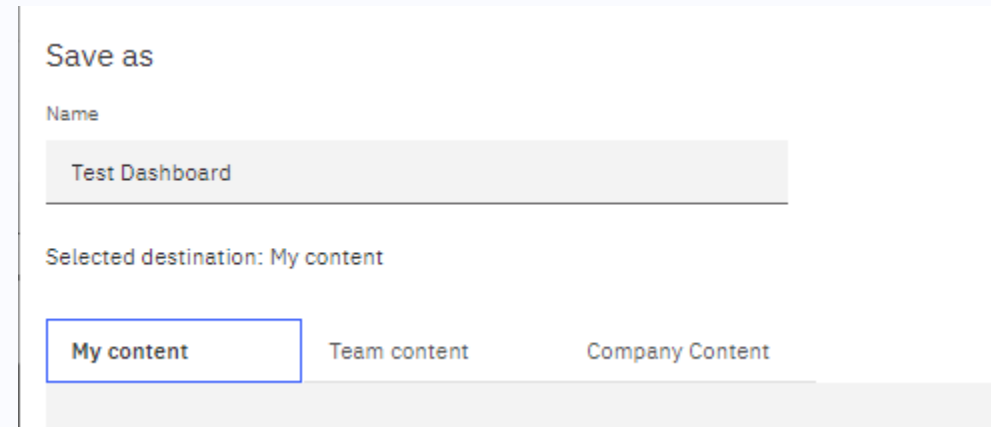 Save as
Name
Test Dashboard
Selected destination: My content
My content Team content Company Content